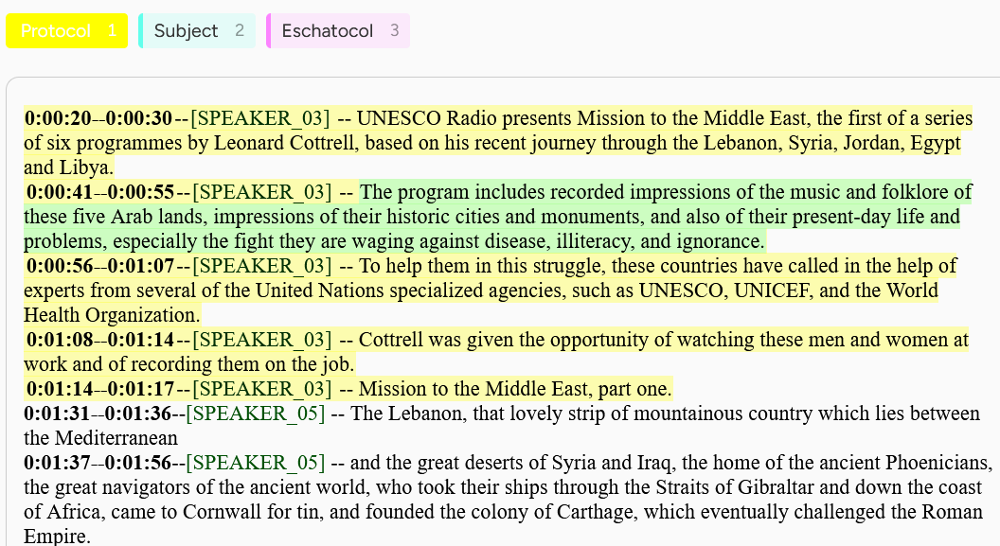 Protocol 1 Subject 2 Eschatocol 3
0:00:20--0:00:30--[SPEAKER_03] -- UNESCO Radio presents Mission to the Middle East, the first of a series
of six programmes by Leonard Cottrell, based on his recent journey through the Lebanon, Syria, Jordan, Egypt
and Libya.
0:00:41--0:00:55--[SPEAKER_03] -- The program includes recorded impressions of the music and folklore of
these five Arab lands, impressions of their historic cities and monuments, and also of their present-day life and
problems, especially the fight they are waging against disease, illiteracy, and ignorance.
0:00:56--0:01:07--[SPEAKER_03] -- To help them in this struggle, these countries have called in the help of
experts from several of the United Nations specialized agencies, such as UNESCO, UNICEF, and the World
Health Organization.
0:01:08--0:01:14--[SPEAKER_03] -- Cottrell was given the opportunity of watching these men and women at
work and of recording them on the job.
0:01:14--0:01:17--[SPEAKER_03] -- Mission to the Middle East, part one.
0:01:31--0:01:36--[SPEAKER_05] -- The Lebanon, that lovely strip of mountainous country which lies between
the Mediterranean
0:01:37--0:01:56--[SPEAKER_05] -- and the great deserts of Syria and Iraq, the home of the ancient Phoenicians,
the great navigators of the ancient world, who took their ships through the Straits of Gibraltar and down the coast
of Africa, came to Cornwall for tin, and founded the colony of Carthage, which eventually challenged the Roman
Empire.